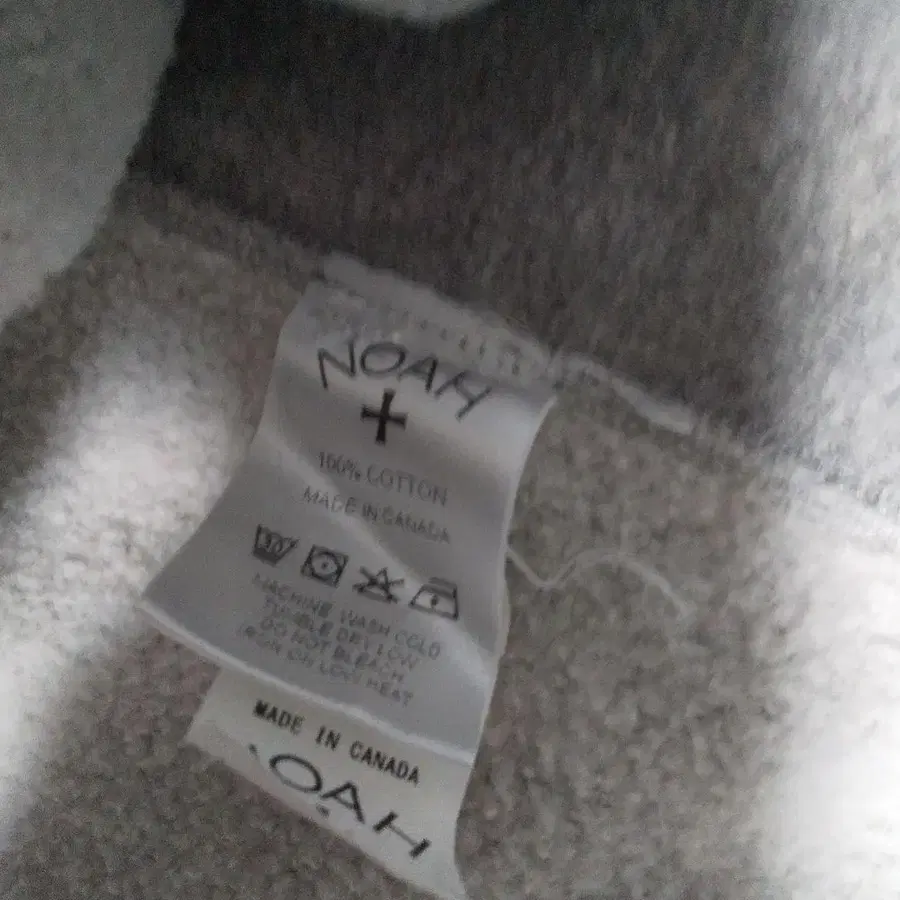 NOAH
100% COTTON
MADE IN CANADA
30
MACHINE WASH COLD
TUMBLE DRY LOW
DO NOT BLEACH
IRON ON LOW HEAT
MADE IN CANADA
NOAH